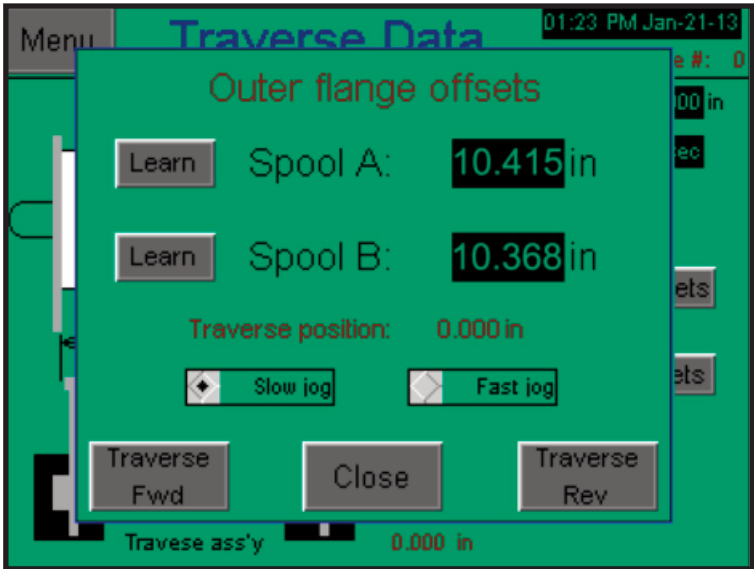 Menu
Traverse Data
01:23 PM Jan-21-13
e #: 0
Outer flange offsets
00 in
Learn Spool A: 10.415 in
ec
Learn Spool B: 10.368 in
ets
Traverse position: 0.000 in
Slow jog Fast jog
ets
Traverse Fwd
Close
Traverse Rev
Travese ass'y 0.000 in